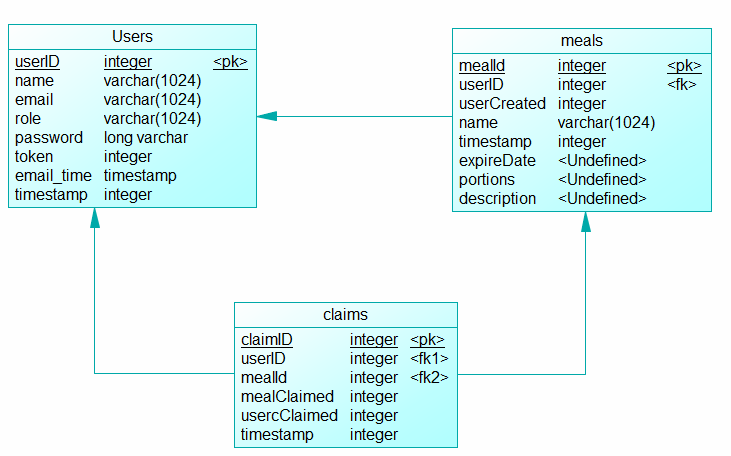 Users
userID integer <pk>
name varchar(1024)
email varchar(1024)
role varchar(1024)
password long varchar
token integer
email_time timestamp
timestamp integer
meals
mealId integer <pk>
userID integer <fk>
userCreated integer
name varchar(1024)
timestamp integer
expireDate <Undefined>
portions <Undefined>
description <Undefined>
claims
claimID integer <pk>
userID integer <fk1>
mealId integer <fk2>
mealClaimed integer
usercClaimed integer
timestamp integer